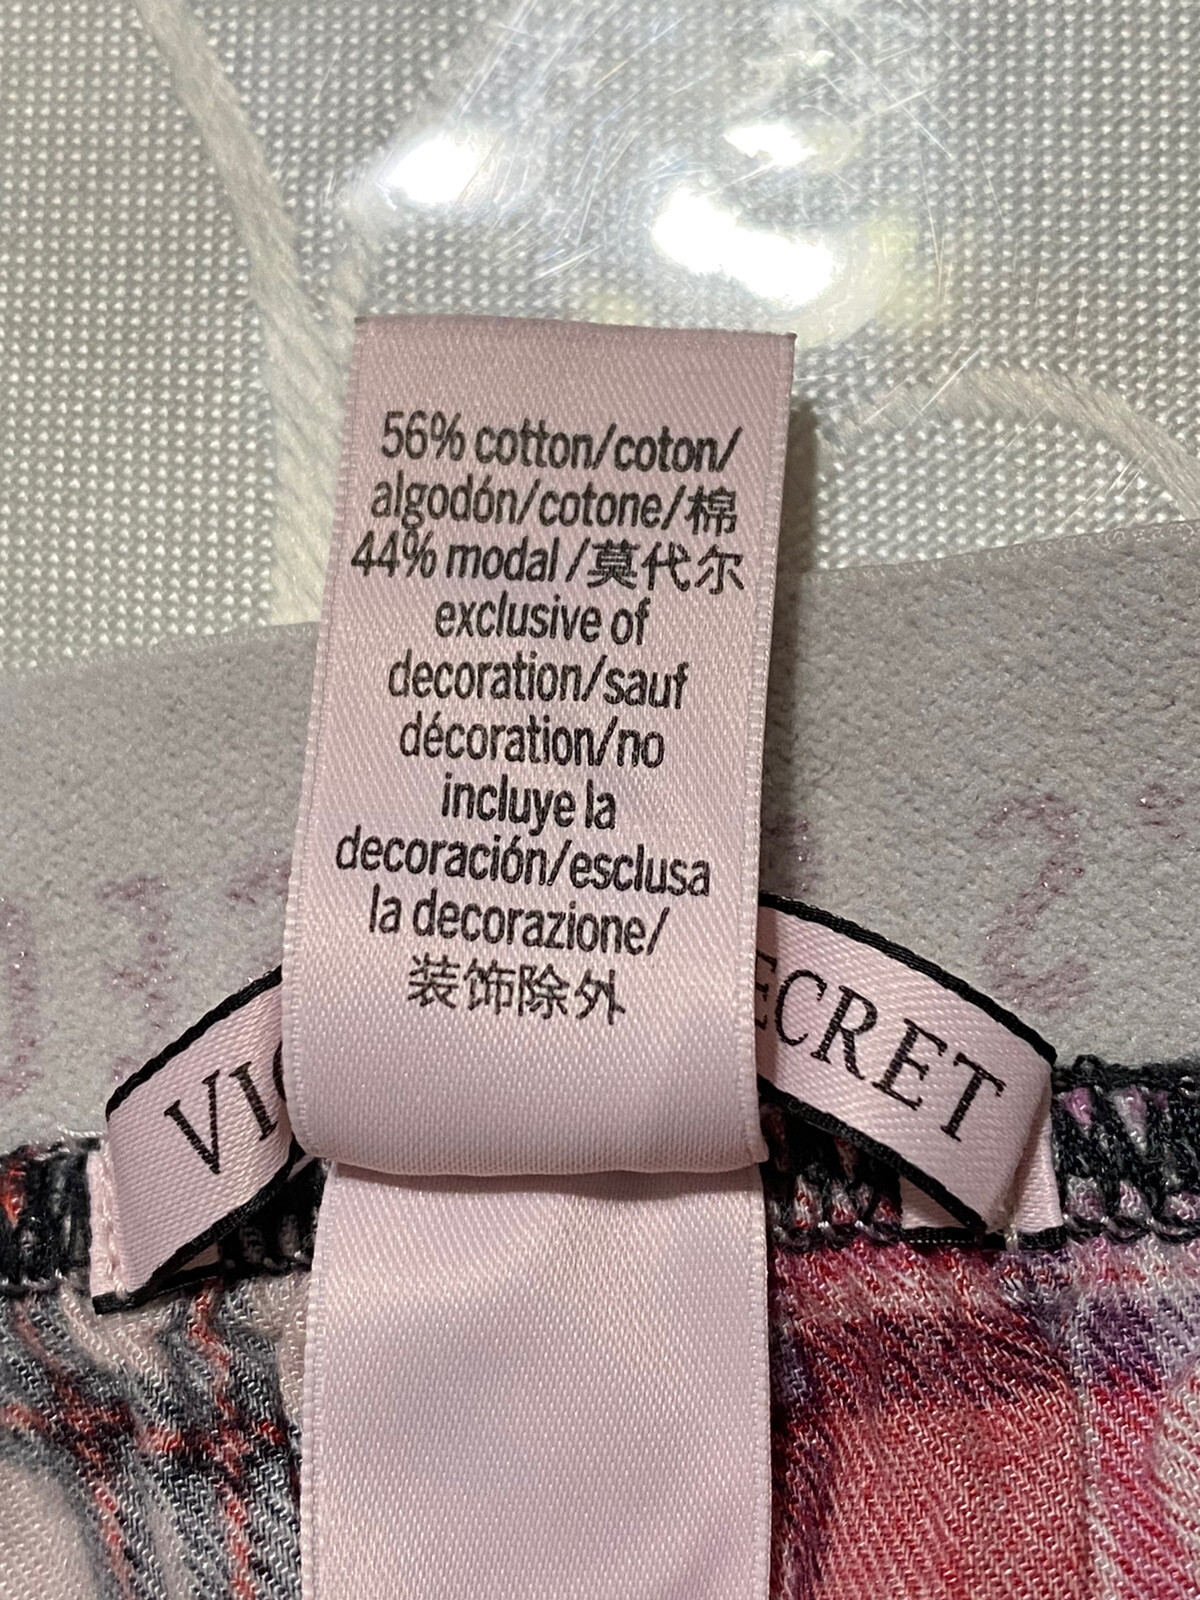 56% cotton/coton/
algodón/cotone/棉
44% modal /莫代尔
exclusive of
decoration/sauf
décoration/no
incluye la
decoración/esclusa
la decorazione/
装饰除外
VIC
ECRET